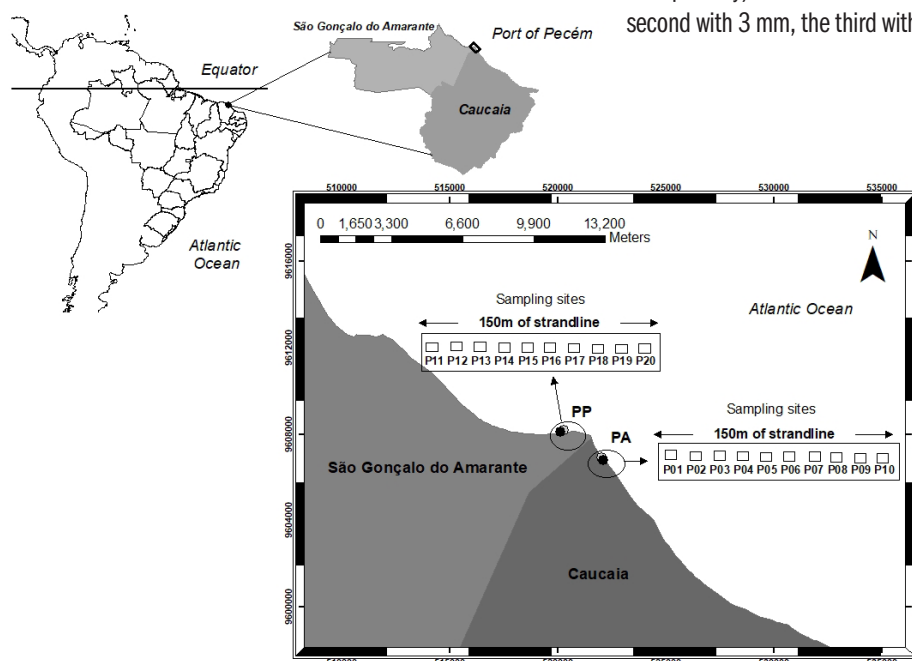 second with 3 mm, the third with
São Gonçalo do Amarante
Port of Pecém
Equator
Caucaia
Atlantic
Ocean
510000 515000 520000 525000 530000 535000
0 1,650 3,300 6,600 9,900 13,200
Meters
N
9616000
Sampling sites
Atlantic Ocean
150m of strandline
9612000
P11 P12 P13 P14 P15 P16 P17 P18 P19 P20
PP
Sampling sites
9608000
PA
150m of strandline
São Gonçalo do Amarante
P01 P02 P03 P04 P05 P06 P07 P08 P09 P10
9604000
Caucaia
9600000